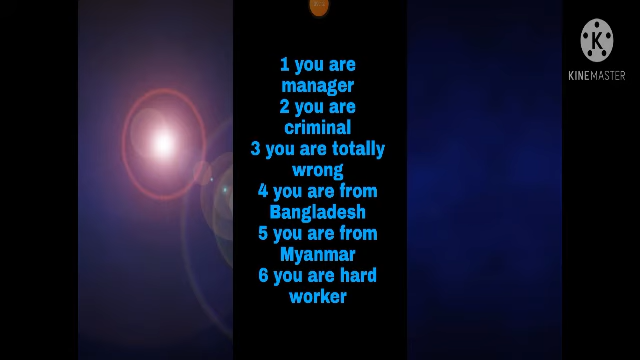 1 you are
manager
2 you are
criminal
3 you are totally
wrong
4 you are from
Bangladesh
5 you are from
Myanmar
6 you are hard
worker
K
KINEMASTER